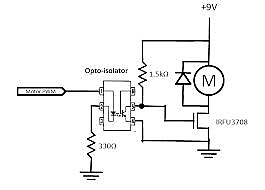 +9V
Opto-isolator
1.5kΩ
M
Motor PWM
IRFU3708
330Ω